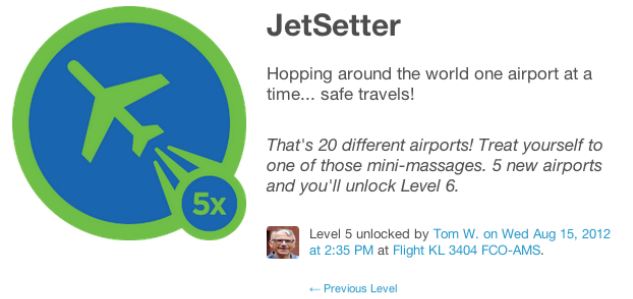 JetSetter
Hopping around the world one airport at a
time... safe travels!
That's 20 different airports! Treat yourself to
one of those mini-massages. 5 new airports
and you'll unlock Level 6.
5x
Level 5 unlocked by Tom W. on Wed Aug 15, 2012
at 2:35 PM at Flight KL 3404 FCO-AMS.
← Previous Level